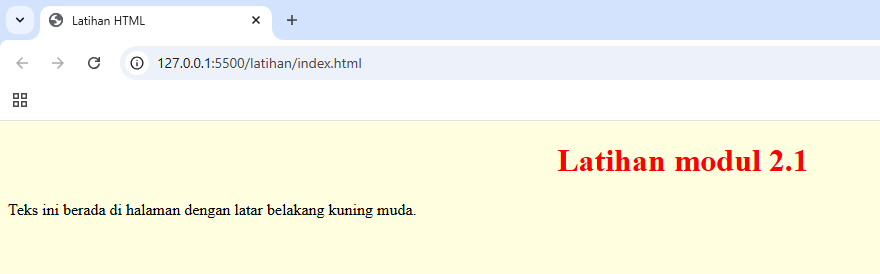 Latihan HTML
127.0.0.1:5500/latihan/index.html
Latihan modul 2.1
Teks ini berada di halaman dengan latar belakang kuning muda.